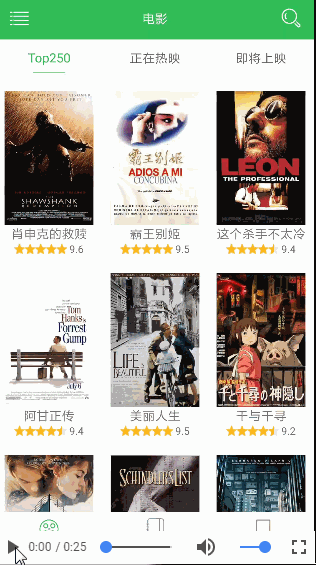 电影
Top250 正在热映 即将上映
SHAWSHANK
霸王别姬
ADIOS A MI
CONCUBINA
LEON
THE PROFESSIONAL
肖申克的救赎 霸王别姬 这个杀手不太冷
9.6 9.5 9.4
Tom
Hanks is
Forrest
Gump
LIFE IS
BEAUTIFUL
千と千尋の神隠し
阿甘正传 美丽人生 千与千寻
9.4 9.5 9.2
SCHINDLER'S LIST
0:00 / 0:25